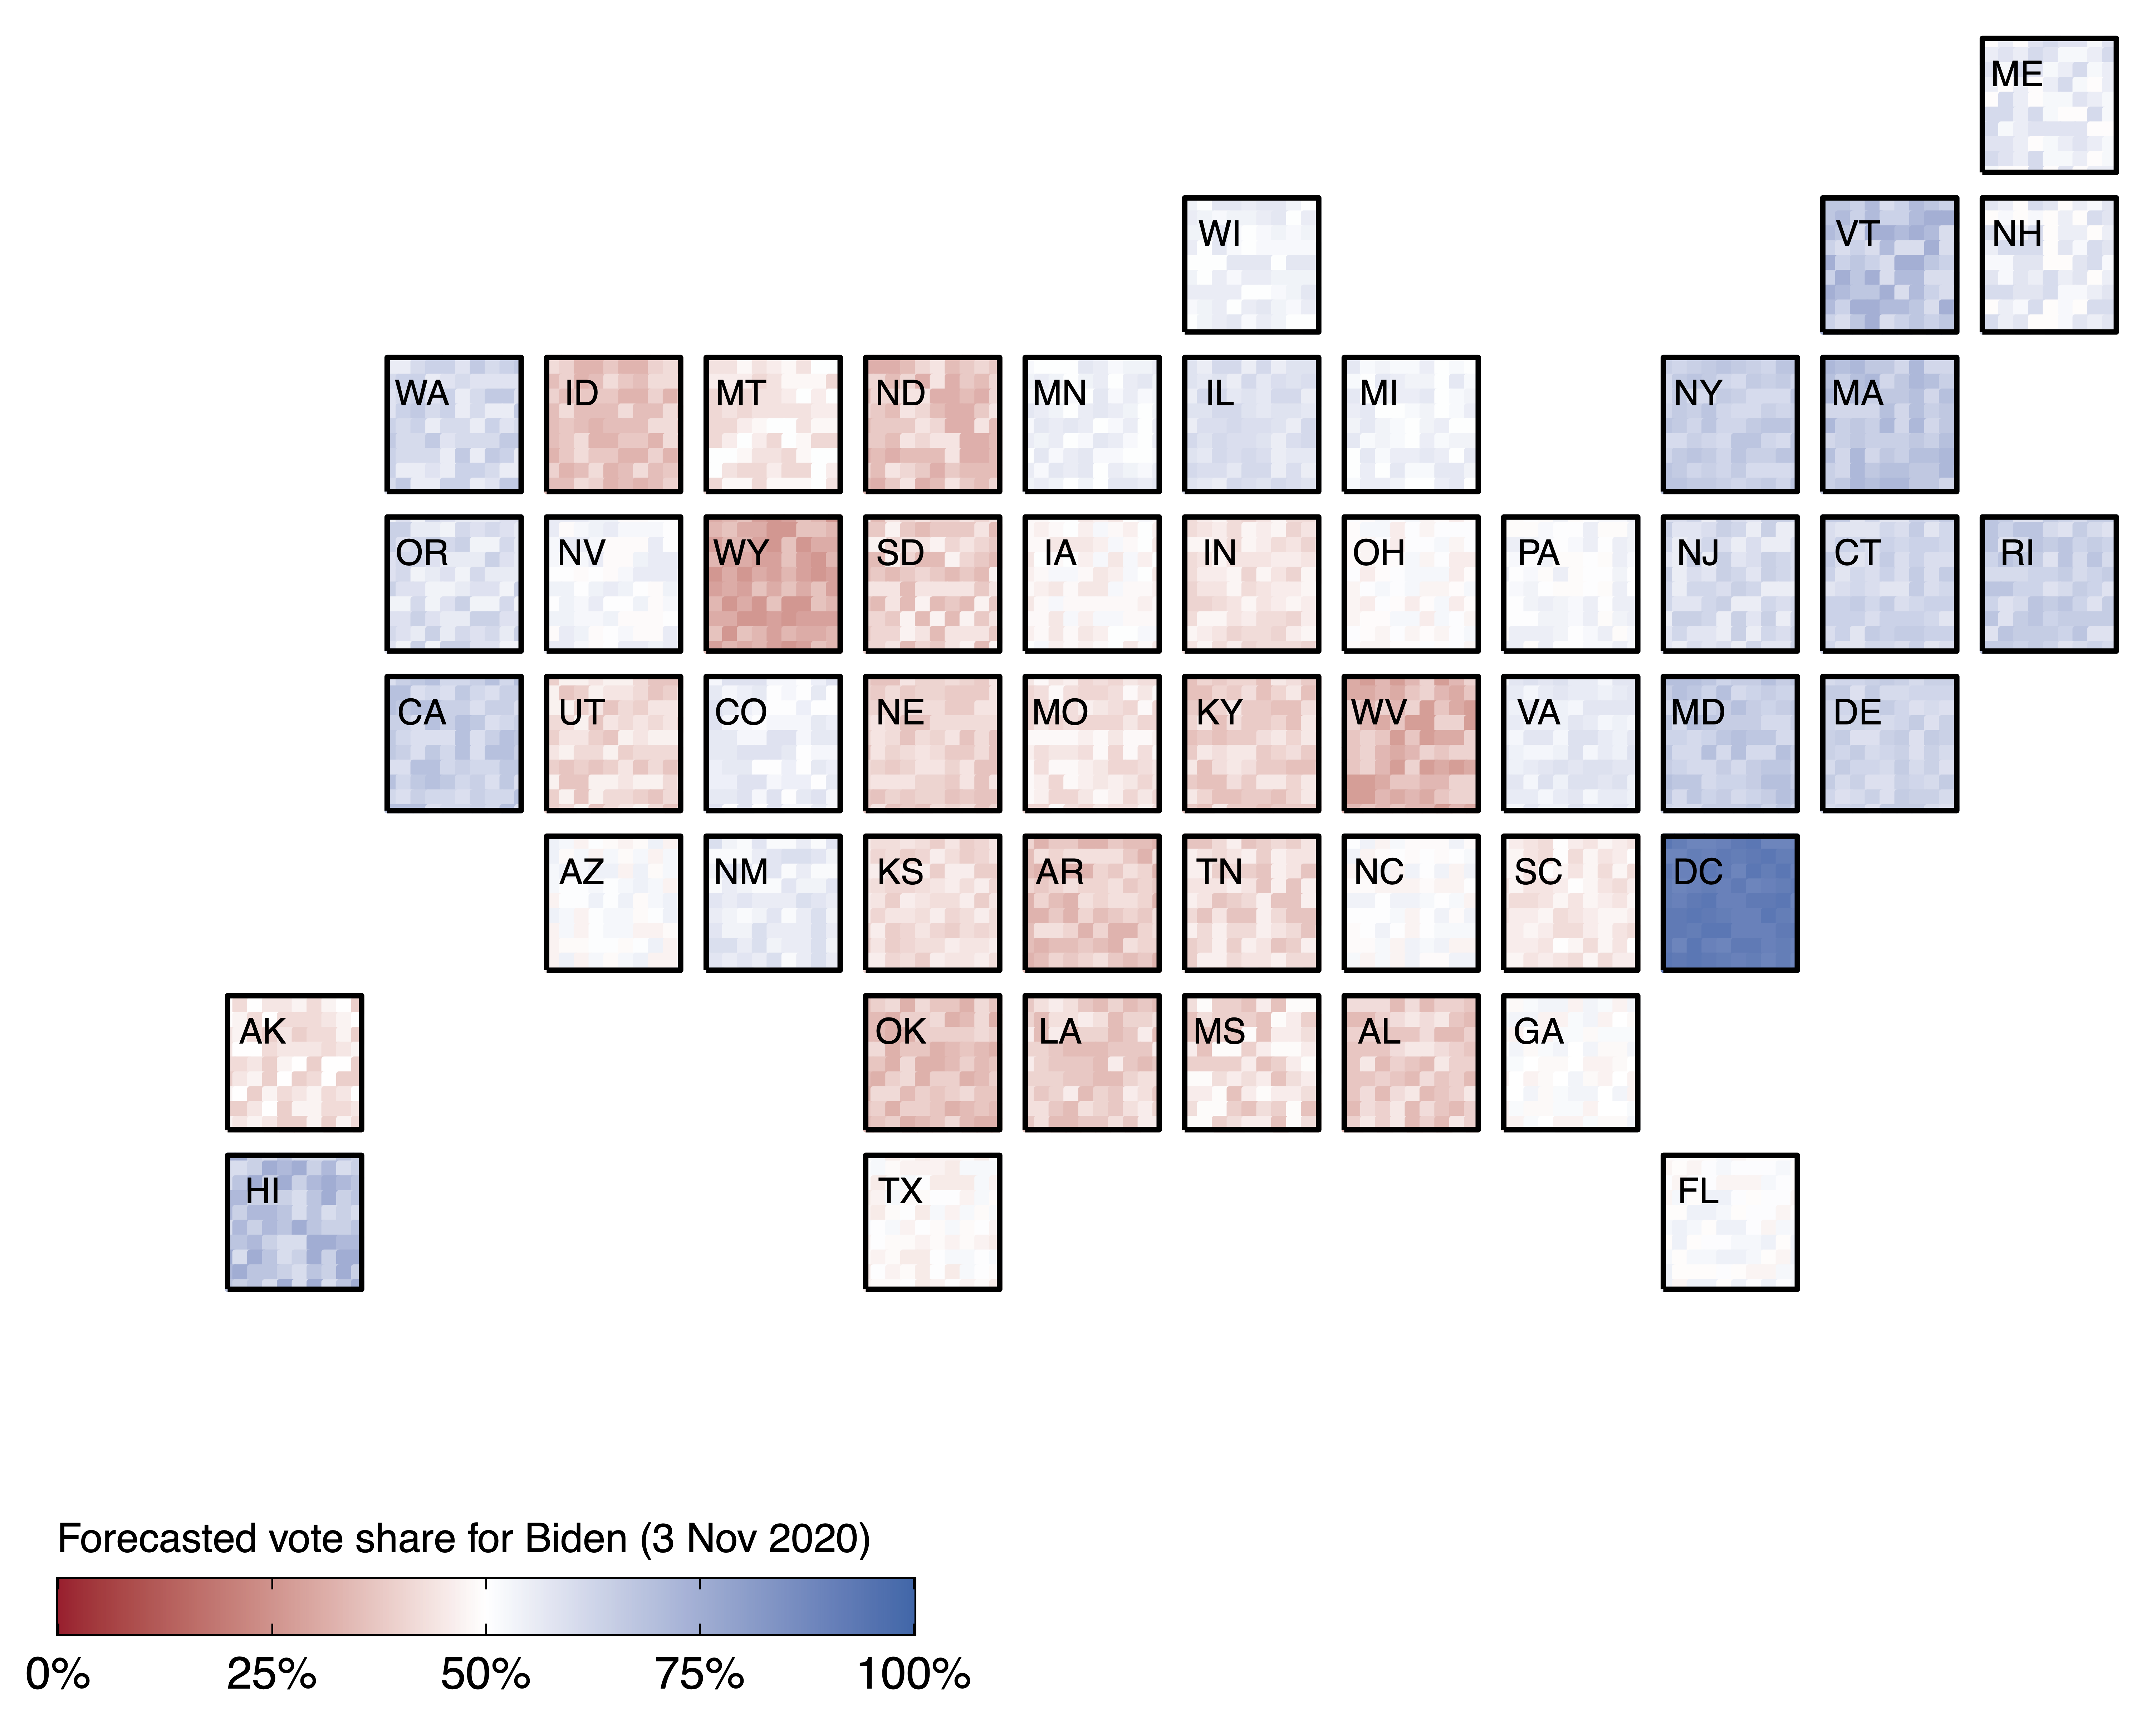 ME
WI VT NH
WA ID MT ND MN IL MI NY MA
OR NV WY SD IA IN OH PA NJ CT RI
CA UT CO NE MO KY WV VA MD DE
AZ NM KS AR TN NC SC DC
AK OK LA MS AL GA
HI TX FL
Forecasted vote share for Biden (3 Nov 2020)
0% 25% 50% 75% 100%